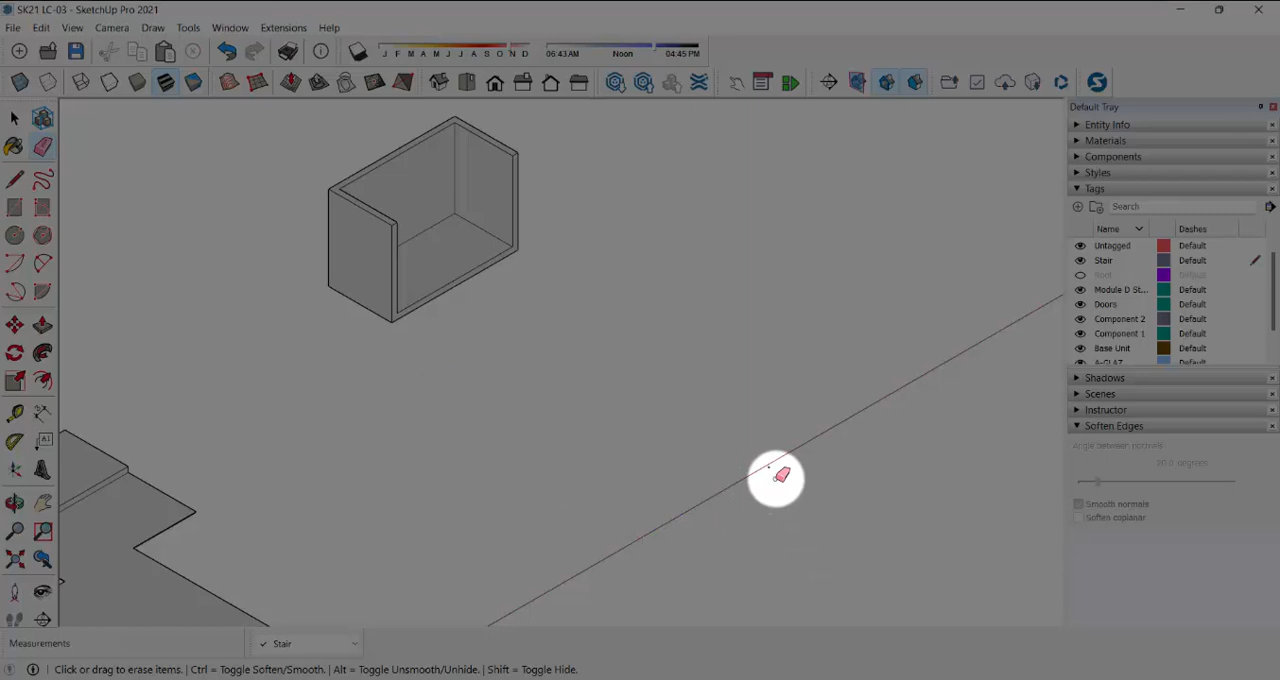 SK21 LC-03 - SketchUp Pro 2021
File Edit View Camera Draw Tools Window Extensions Help
J F M A M J J A S O N D 06:43 AM Noon 04:45 PM
Default Tray
Entity Info
Materials
Components
Styles
Tags
Search
Name Dashes
Untagged Default
Stair Default
Roof Default
Module D St... Default
Doors Default
Component 2 Default
Component 1 Default
Base Unit Default
A-GLAZ Default
Shadows
Scenes
Instructor
Soften Edges
Angle between normals
20.0 degrees
Smooth normals
Soften coplanar
Measurements
Stair
Click or drag to erase items. | Ctrl = Toggle Soften/Smooth. | Alt = Toggle Unsmooth/Unhide. | Shift = Toggle Hide.